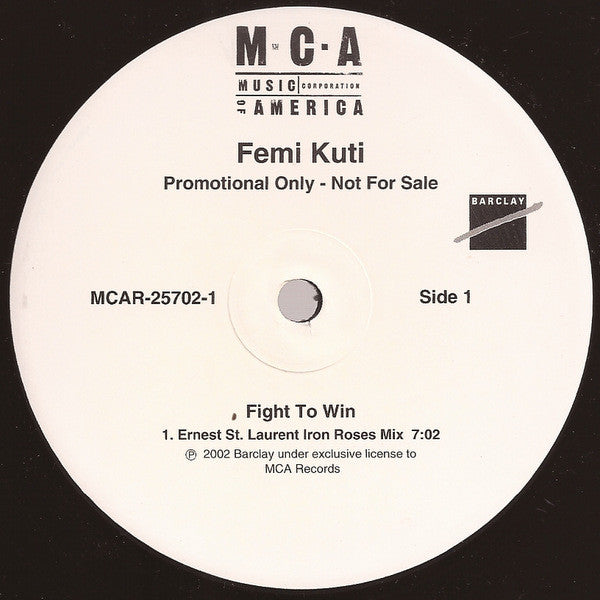 M·C·A
MUSIC CORPORATION
OF AMERICA
Femi Kuti
Promotional Only - Not For Sale
BARCLAY
MCAR-25702-1
Side 1
Fight To Win
1. Ernest St. Laurent Iron Roses Mix 7:02
℗ 2002 Barclay under exclusive license to
MCA Records